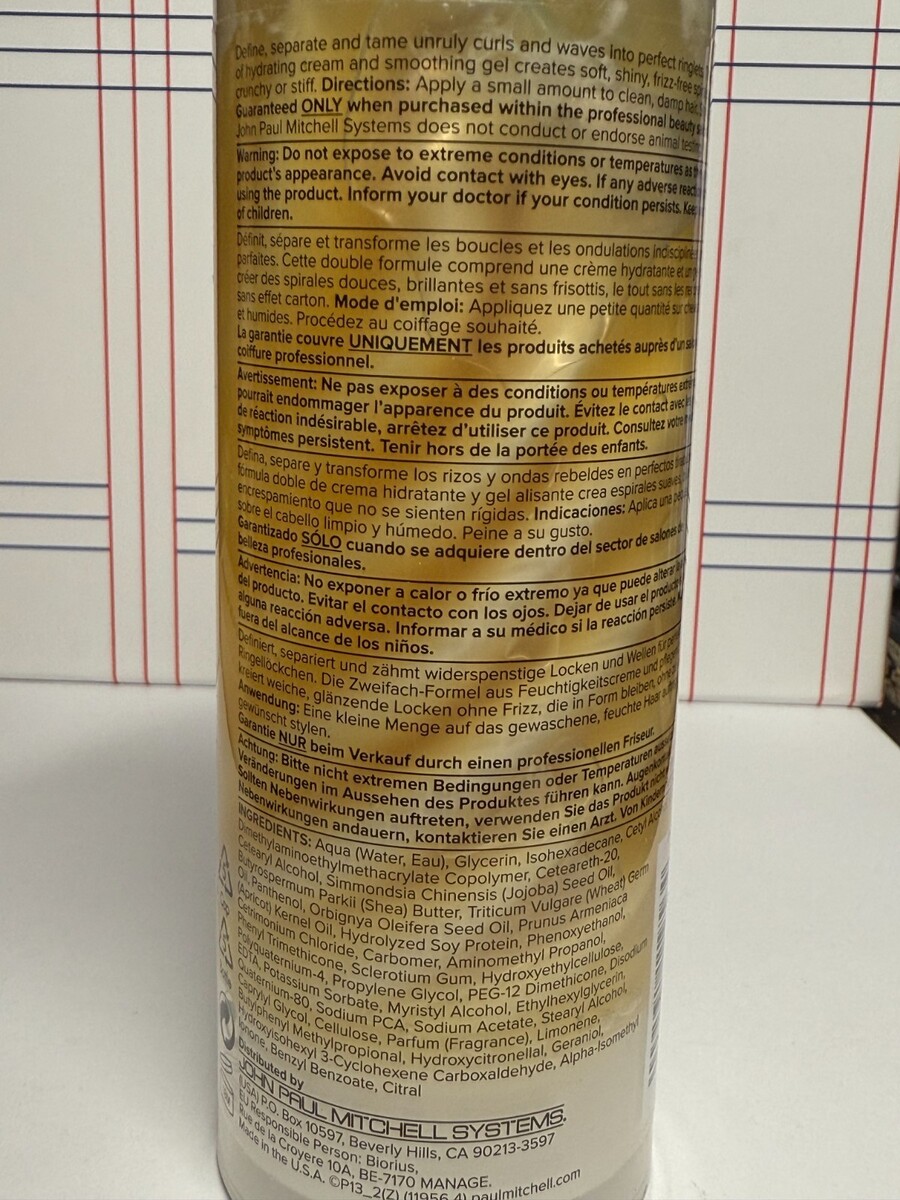 Define, separate and tame unruly curls and waves into perfect ringlets
of hydrating cream and smoothing gel creates soft, shiny, frizz-free
crunchy or stiff. Directions: Apply a small amount to clean, damp hair.
Guaranteed ONLY when purchased within the professional beauty
John Paul Mitchell Systems does not conduct or endorse animal
Warning: Do not expose to extreme conditions or temperatures as
product's appearance. Avoid contact with eyes. If any adverse
using the product. Inform your doctor if your condition persists.
of children.
Définit, sépare et transforme les boucles et les ondulations
parfaites. Cette double formule comprend une crème hydratante et
créer des spirales douces, brillantes et sans frisottis, le tout sans les
sans effet carton. Mode d'emploi: Appliquez une petite quantité sur
et humides. Procédez au coiffage souhaité.
La garantie couvre UNIQUEMENT les produits achetés auprès d'un
coiffure professionnel.
Avertissement: Ne pas exposer à des conditions ou températures
pourrait endommager l'apparence du produit. Évitez le contact avec
de réaction indésirable, arrêtez d'utiliser ce produit. Consultez votre
symptômes persistent. Tenir hors de la portée des enfants.
Defina, separe y transforme los rizos y ondas rebeldes en perfectos
fórmula doble de crema hidratante y gel alisante crea espirales
encrespamiento que no se sienten rígidas. Indicaciones: Aplica una
sobre el cabello limpio y húmedo. Peine a su gusto.
Garantizado SÓLO cuando se adquiere dentro del sector de salones
belleza profesionales.
Advertencia: No exponer a calor o frío extremo ya que puede alterar
del producto. Evitar el contacto con los ojos. Dejar de usar el producto
alguna reacción adversa. Informar a su médico si la reacción persiste.
fuera del alcance de los niños.
Definiert, separiert und zähmt widerspenstige Locken und Wellen für
Ringellöckchen. Die Zweifach-Formel aus Feuchtigkeitscreme und
kreiert weiche, glänzende Locken ohne Frizz, die in Form bleiben,
Anwendung: Eine kleine Menge auf das gewaschene, feuchte Haar
gewünscht stylen.
Garantie NUR beim Verkauf durch einen professionellen Friseur.
Achtung: Bitte nicht extremen Bedingungen oder Temperaturen
Veränderungen im Aussehen des Produktes führen kann.
Sollten Nebenwirkungen auftreten, verwenden Sie das Produkt
Nebenwirkungen andauern, kontaktieren Sie einen Arzt. Von
INGREDIENTS: Aqua (Water, Eau), Glycerin, Isohexadecane, Cetyl
Dimethylaminoethylmethacrylate Copolymer, Ceteareth-20,
Cetearyl Alcohol, Simmondsia Chinensis (Jojoba) Seed Oil,
Butyrospermum Parkii (Shea) Butter, Triticum Vulgare (Wheat) Germ
Oil, Panthenol, Orbignya Oleifera Seed Oil, Prunus Armeniaca
(Apricot) Kernel Oil, Hydrolyzed Soy Protein, Phenoxyethanol,
Cetrimonium Chloride, Carbomer, Aminomethyl Propanol,
Phenyl Trimethicone, Sclerotium Gum, Hydroxyethylcellulose,
Polyquaternium-4, Propylene Glycol, PEG-12 Dimethicone, Disodium
EDTA, Potassium Sorbate, Myristyl Alcohol, Ethylhexylglycerin,
Quaternium-80, Sodium PCA, Sodium Acetate, Stearyl Alcohol,
Caprylyl Glycol, Cellulose, Parfum (Fragrance), Limonene,
Butylphenyl Methylpropional, Hydroxycitronellal, Geraniol,
Hydroxyisohexyl 3-Cyclohexene Carboxaldehyde, Alpha-Isomethyl
Ionone, Benzyl Benzoate, Citral
Distributed by
JOHN PAUL MITCHELL SYSTEMS.
(USA) P.O. Box 10597, Beverly Hills, CA 90213-3597
EU Responsible Person: Biorius,
Rue de la Croyere 10A, BE-7170 MANAGE.
Made in the U.S.A. ©P13_2(Z) (11956.4) paulmitchell.com